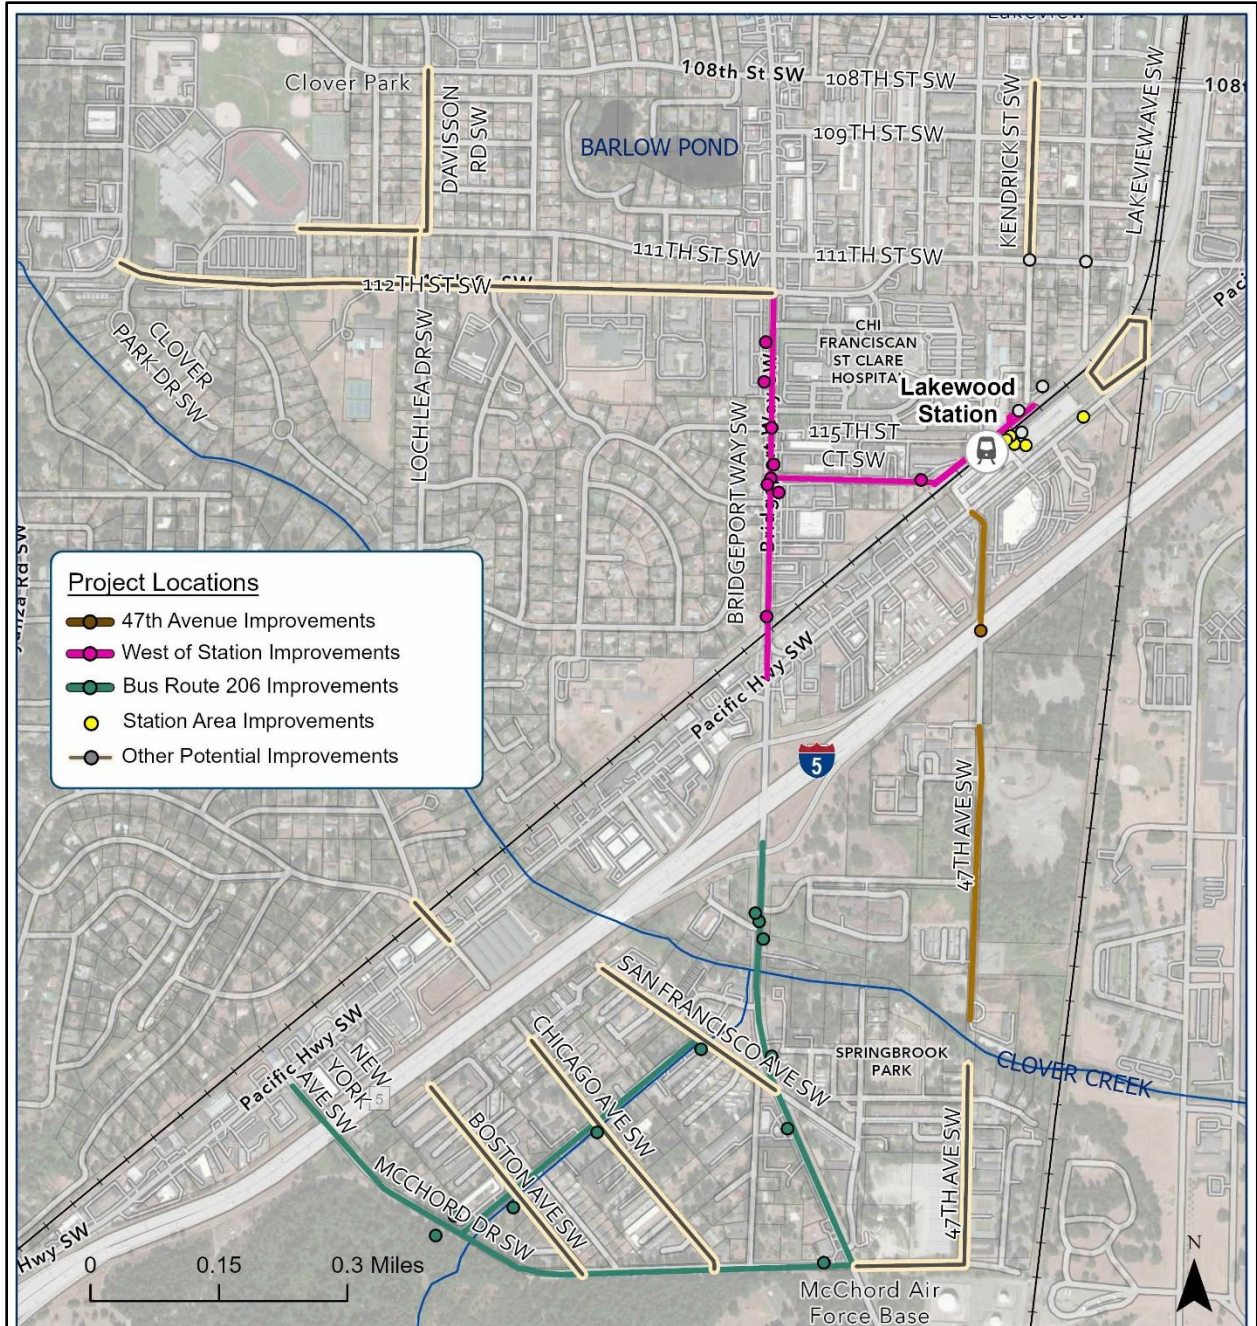 Lakeview
Clover Park
108th St SW
108TH ST SW
108th
DAVISSON
RD SW
BARLOW POND
109TH ST SW
KENDRICK ST SW
LAKEVIEW AVE SW
111TH ST SW
111TH ST SW
112TH ST SW
CLOVER
PARK DR SW
LOCHLEA DR SW
CHI
FRANCISCAN
ST CLARE
HOSPITAL
Lakewood
Station
115TH ST
CT SW
BRIDGEPORT WAY SW
Pacific Hwy SW
Project Locations
47th Avenue Improvements
West of Station Improvements
Bus Route 206 Improvements
Station Area Improvements
Other Potential Improvements
5
47TH AVE SW
SAN FRANCISCO AVE SW
CHICAGO AVE SW
BOSTON AVE SW
SPRINGBROOK
PARK
CLOVER CREEK
Pacific Hwy SW
NEW
YORK
AVE SW
5
MCCHORD DR SW
47TH AVE SW
Hwy SW
0 0.15 0.3 Miles
McChord Air
Force Base
N